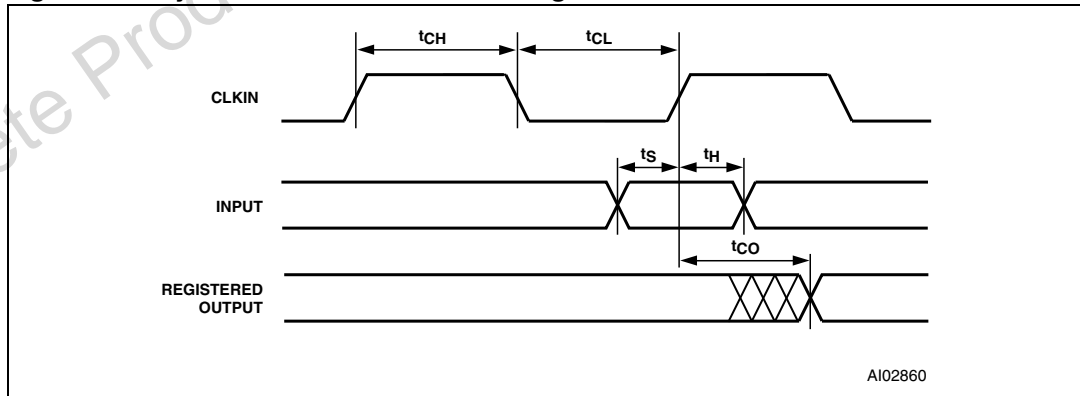 tCH
tCL
CLKIN
tS
tH
INPUT
tCO
REGISTERED
OUTPUT
AI02860